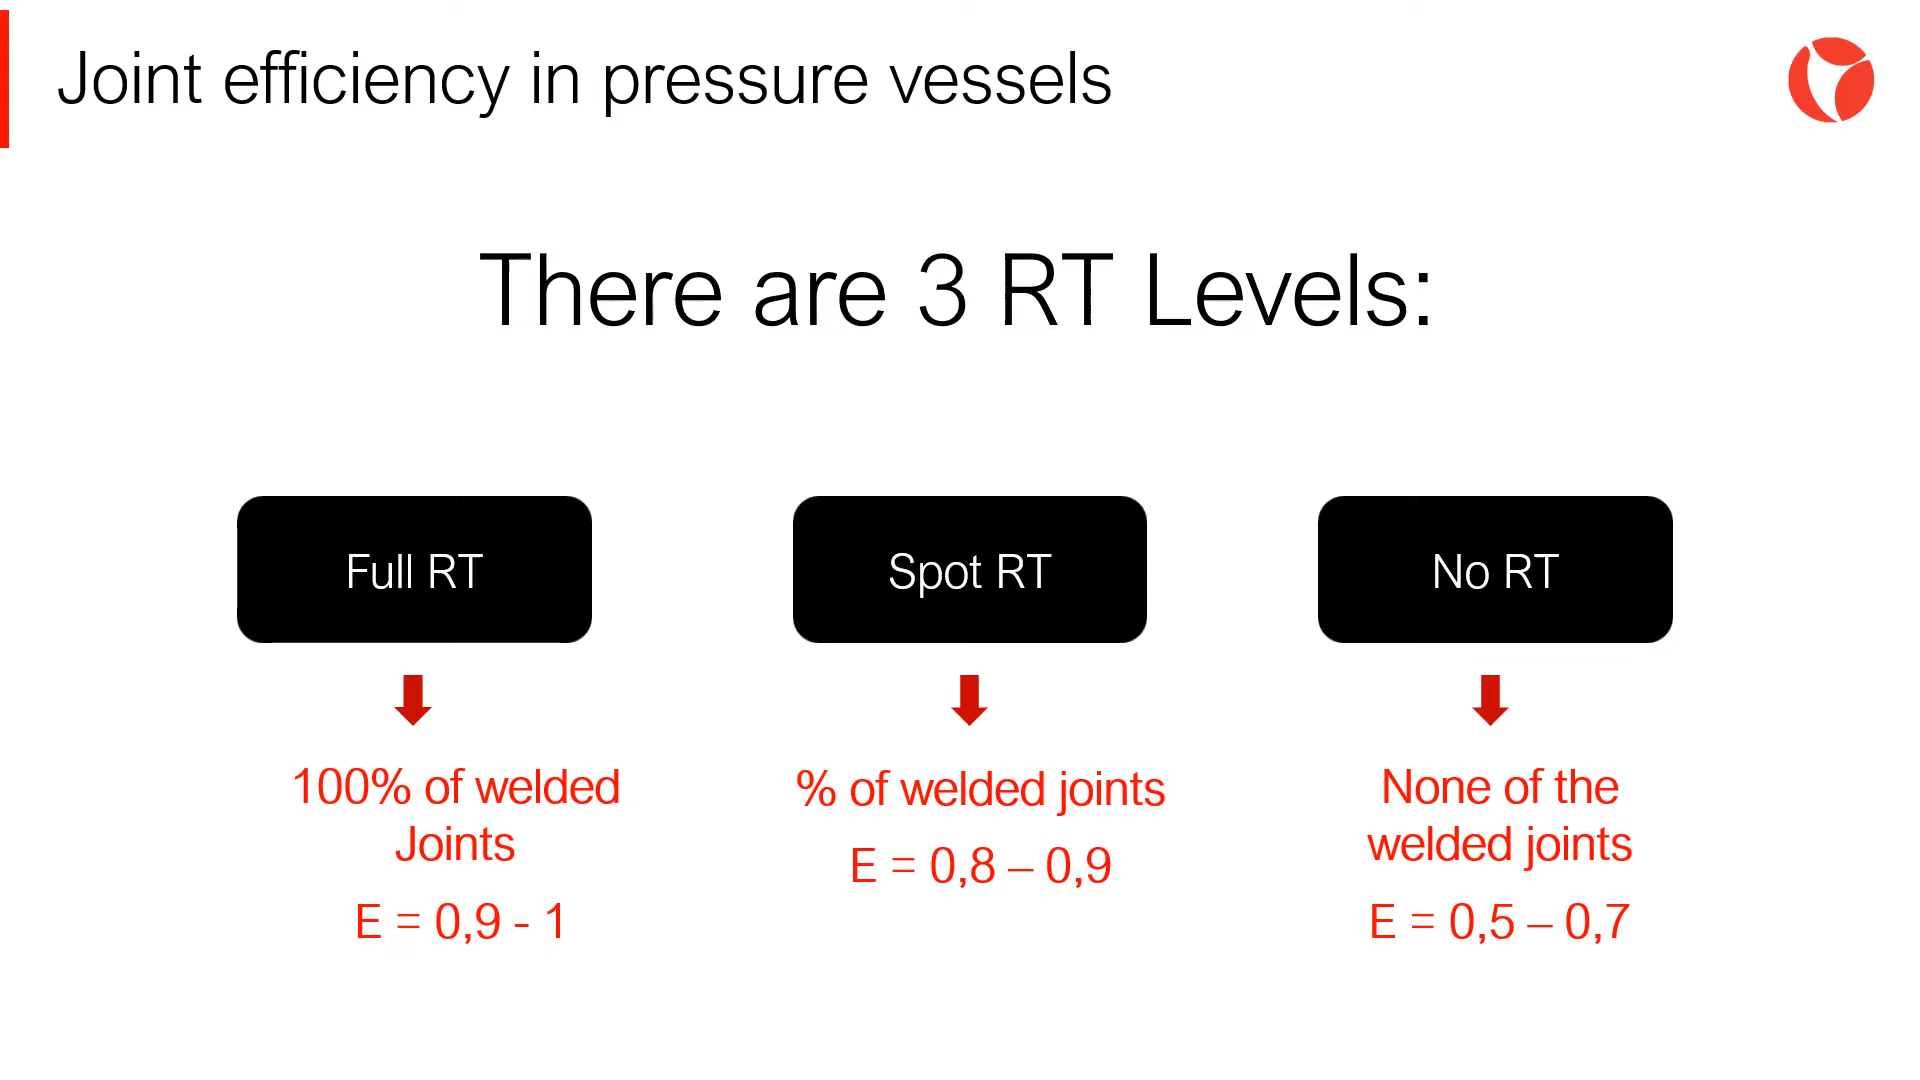 Joint efficiency in pressure vessels
There are 3 RT Levels:
Full RT
Spot RT
No RT
100% of welded
Joints
E = 0,9 - 1
% of welded joints
E = 0,8 – 0,9
None of the
welded joints
E = 0,5 – 0,7